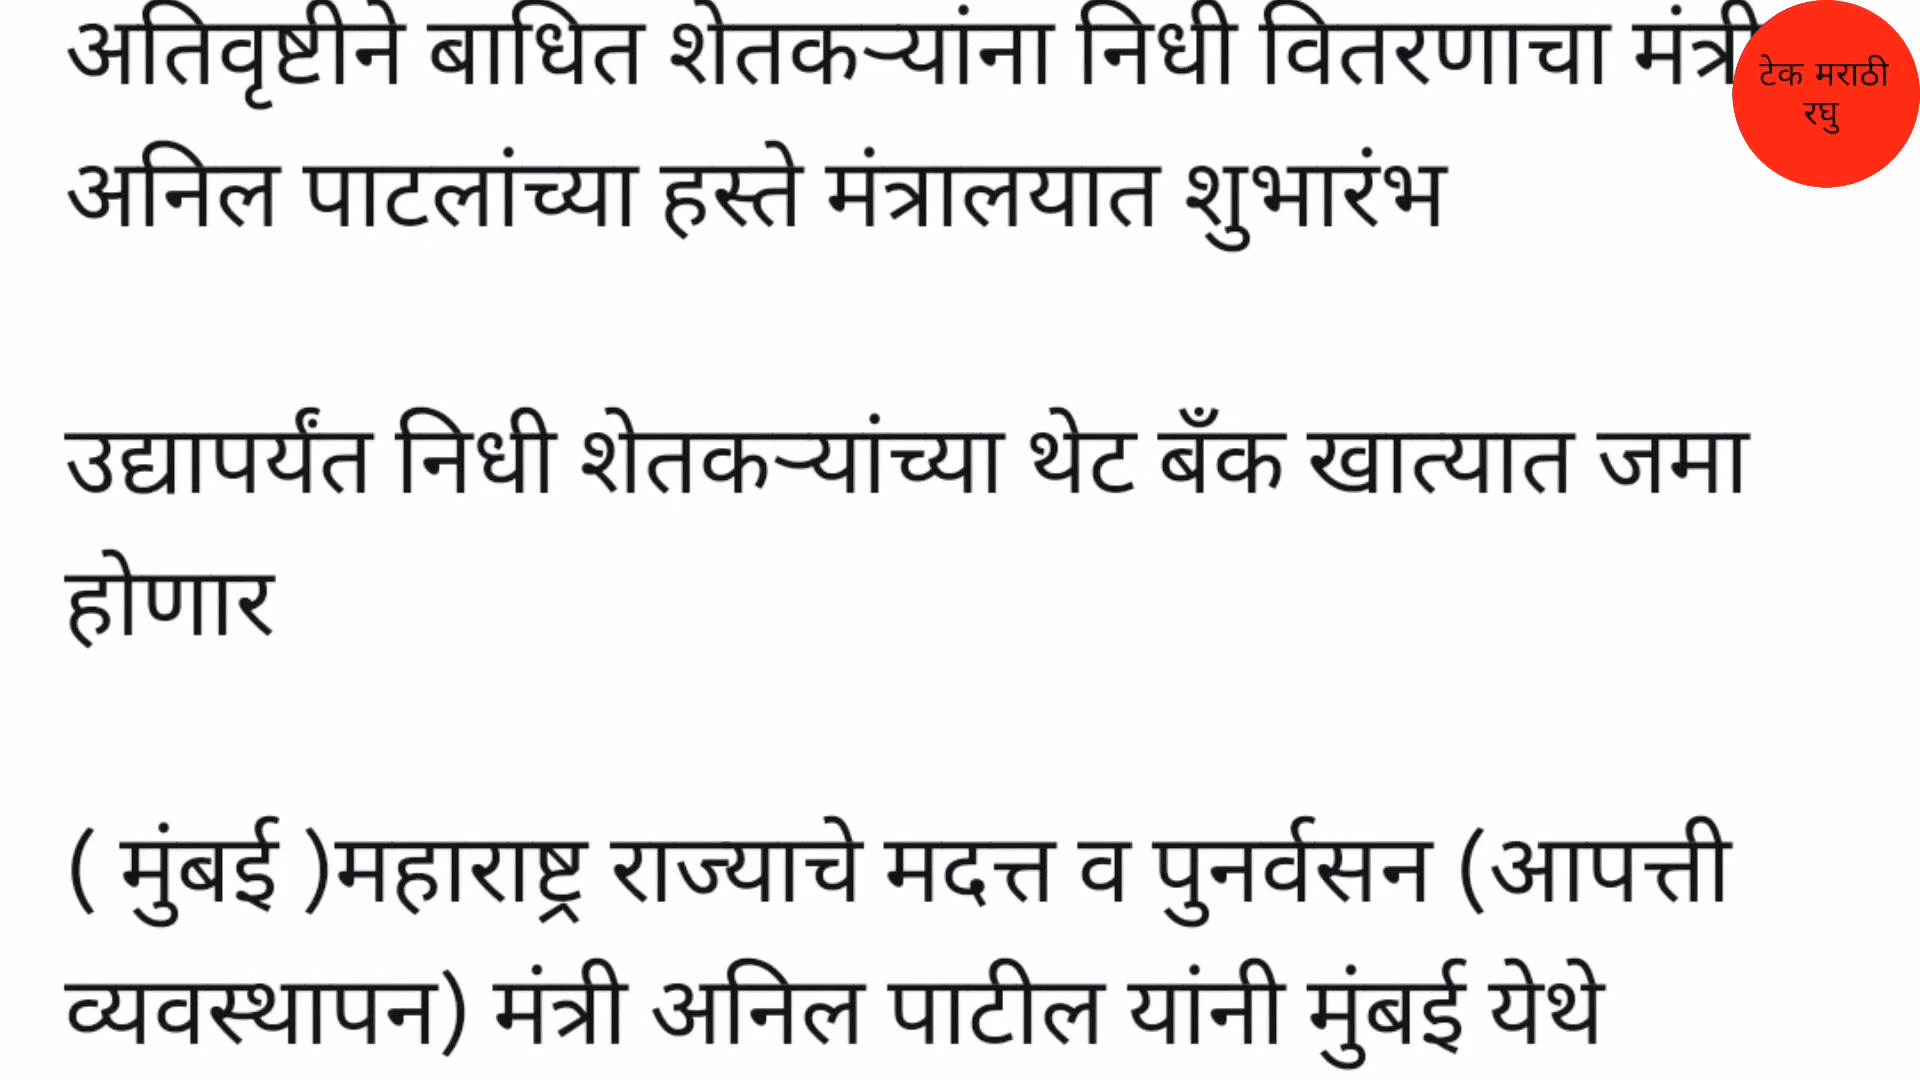 अतिवृष्टीने बाधित शेतकऱ्यांना निधी वितरणाचा मंत्री
अनिल पाटलांच्या हस्ते मंत्रालयात शुभारंभ
उद्यापर्यंत निधी शेतकऱ्यांच्या थेट बँक खात्यात जमा
होणार
( मुंबई )महाराष्ट्र राज्याचे मदत्त व पुनर्वसन (आपत्ती
व्यवस्थापन) मंत्री अनिल पाटील यांनी मुंबई येथे
टेक मराठी
रघु